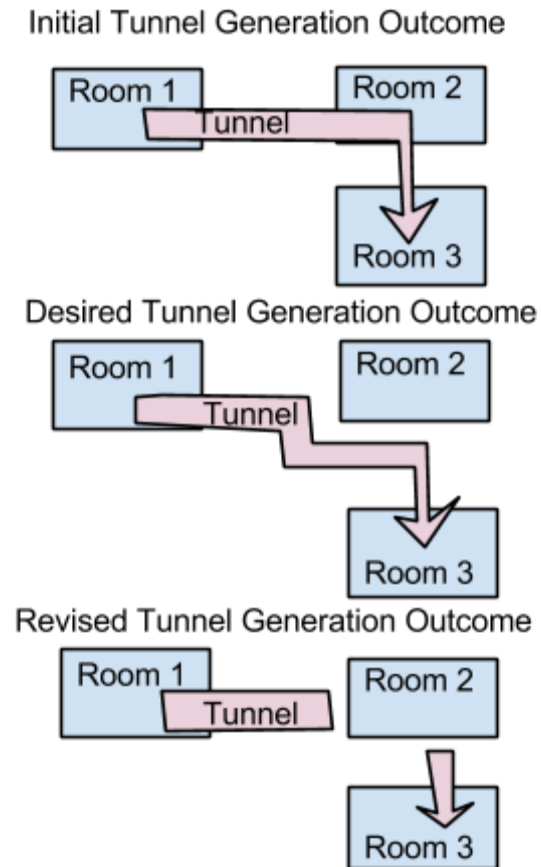 Initial Tunnel Generation Outcome
Room 1
Room 2
Tunnel
Room 3
Desired Tunnel Generation Outcome
Room 1
Room 2
Tunnel
Room 3
Revised Tunnel Generation Outcome
Room 1
Room 2
Tunnel
Room 3